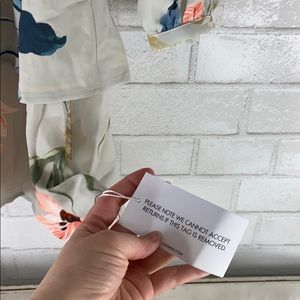 PLEASE NOTE WE CANNOT ACCEPT
RETURNS IF THIS TAG IS REMOVED